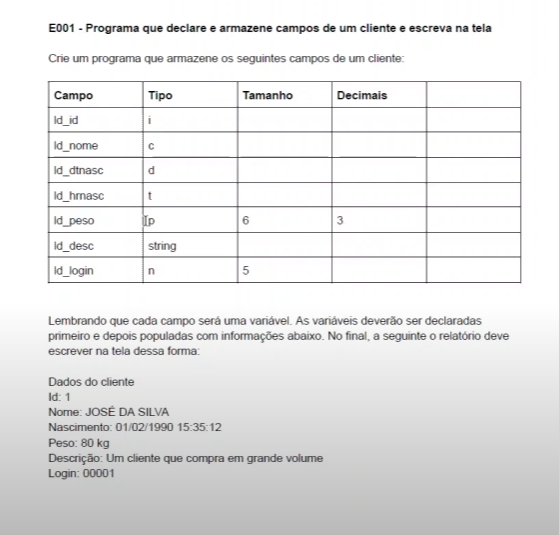 E001 - Programa que declare e armazene campos de um cliente e escreva na tela
Crie um programa que armazene os seguintes campos de um cliente:
Campo Tipo Tamanho Decimais
ld_id i
ld_nome c
ld_dtnasc d
ld_hrnasc t
ld_peso p 6 3
ld_desc string
ld_login n 5
Lembrando que cada campo será uma variável. As variáveis deverão ser declaradas
primeiro e depois populadas com informações abaixo. No final, a seguinte o relatório deve
escrever na tela dessa forma:
Dados do cliente
Id: 1
Nome: JOSÉ DA SILVA
Nascimento: 01/02/1990 15:35:12
Peso: 80 kg
Descrição: Um cliente que compra em grande volume
Login: 00001